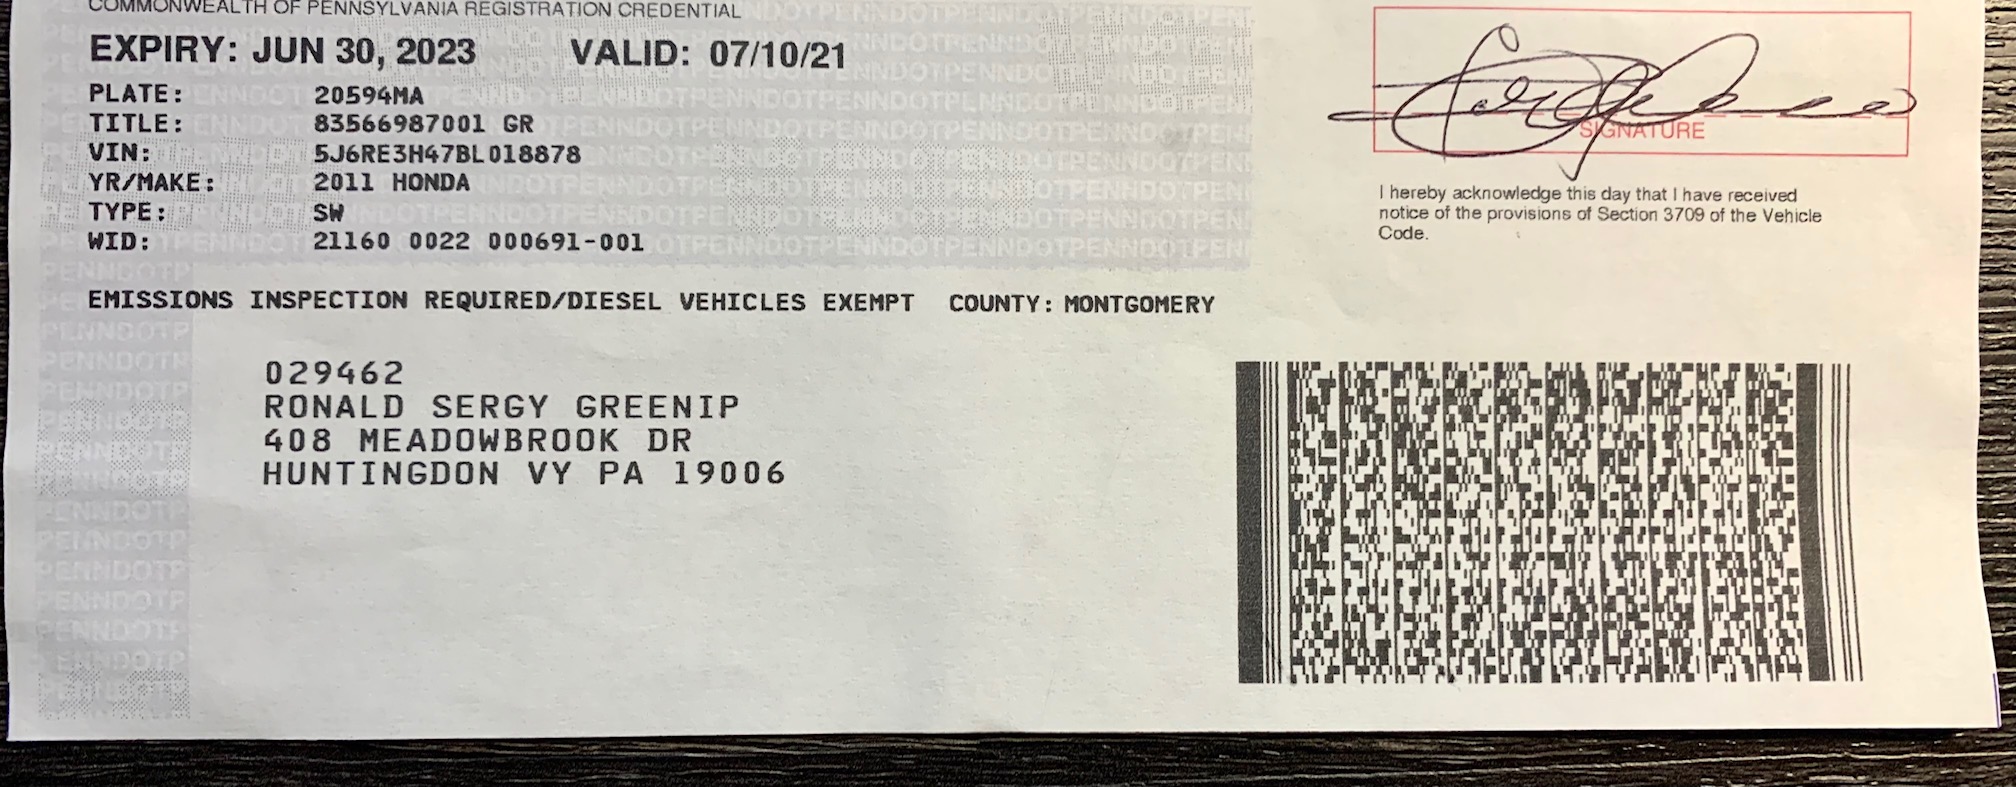 COMMONWEALTH OF PENNSYLVANIA REGISTRATION CREDENTIAL
EXPIRY: JUN 30, 2023 VALID: 07/10/21
PLATE: 20594MA
TITLE: 83566987001 GR
VIN: 5J6RE3H47BL018878
YR/MAKE: 2011 HONDA
TYPE: SW
WID: 21160 0022 000691-001
EMISSIONS INSPECTION REQUIRED/DIESEL VEHICLES EXEMPT COUNTY: MONTGOMERY
029462
RONALD SERGY GREENIP
408 MEADOWBROOK DR
HUNTINGDON VY PA 19006
SIGNATURE
I hereby acknowledge this day that I have received
notice of the provisions of Section 3709 of the Vehicle
Code.